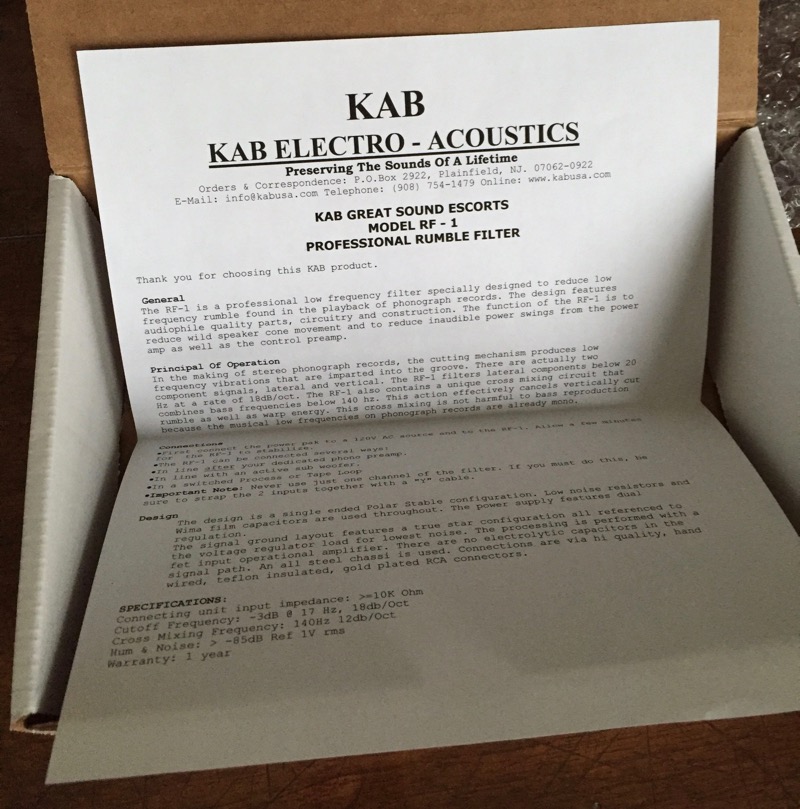 KAB
KAB ELECTRO - ACOUSTICS
Preserving The Sounds Of A Lifetime
Orders & Correspondence: P.O.Box 2922, Plainfield, NJ. 07062-0922
E-Mail: info@kabusa.com Telephone: (908) 754-1479 Online: www.kabusa.com
KAB GREAT SOUND ESCORTS
MODEL RF - 1
PROFESSIONAL RUMBLE FILTER
Thank you for choosing this KAB product.
General
The RF-1 is a professional low frequency filter specially designed to reduce low
frequency rumble found in the playback of phonograph records. The design features
audiophile quality parts, circuitry and construction. The function of the RF-1 is to
reduce wild speaker cone movement and to reduce inaudible power swings from the power
amp as well as the control preamp.
Principal Of Operation
In the making of stereo phonograph records, the cutting mechanism produces low
frequency vibrations that are imparted into the groove. There are actually two
component signals, lateral and vertical. The RF-1 filters lateral components below 20
Hz at a rate of 18dB/oct. The RF-1 also contains a unique cross mixing circuit that
combines bass frequencies below 140 hz. This action effectively cancels vertically cut
rumble as well as warp energy. This cross mixing is not harmful to bass reproduction
because the musical low frequencies on phonograph records are already mono.
Connections
•First connect the power pak to a 120V AC source and to the RF-1. Allow a few minutes
for the RF-1 to stabilize.
•The RF-1 can be connected several ways:
•In line after your dedicated phono preamp.
•In line with an active sub woofer.
•In a switched Process or Tape Loop
•Important Note: Never use just one channel of the filter. If you must do this, be
sure to strap the 2 inputs together with a "Y" cable.
Design
The design is a single ended Polar Stable configuration. Low noise resistors and
Wima film capacitors are used throughout. The power supply features dual
regulation.
The signal ground layout features a true star configuration all referenced to
the voltage regulator load for lowest noise. The processing is performed with a
fet input operational amplifier. There are no electrolytic capacitors in the
signal path. An all steel chassi is used. Connections are via hi quality, hand
wired, teflon insulated, gold plated RCA connectors.
SPECIFICATIONS:
Connecting unit input impedance: >=10K Ohm
Cutoff Frequency: -3dB @ 17 Hz, 18db/Oct
Cross Mixing Frequency: 140Hz 12db/Oct
Hum & Noise: > -85dB Ref 1V rms
Warranty: 1 year